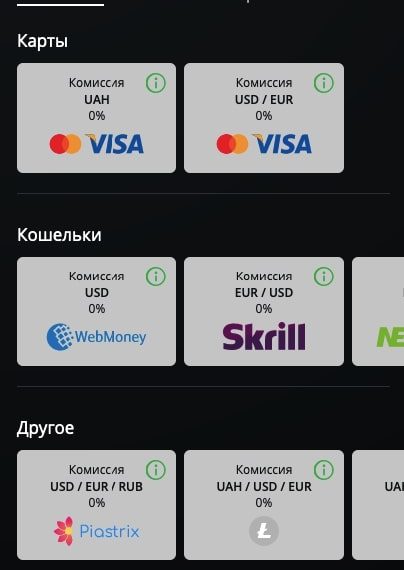 Карты
Комиссия
UAH
0%
VISA
Комиссия
USD / EUR
0%
VISA
Кошельки
Комиссия
USD
0%
WebMoney
Комиссия
EUR / USD
0%
Skrill
NE
Другое
Комиссия
USD / EUR / RUB
0%
Piastrix
Комиссия
UAH / USD / EUR
0%
UAH